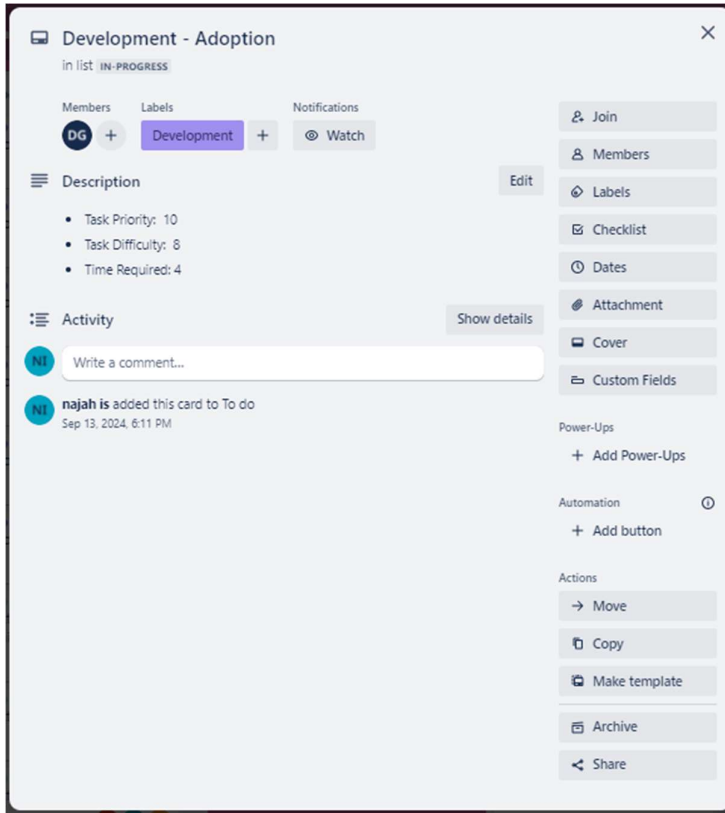 Development - Adoption
in list IN-PROGRESS
Members Labels Notifications
DG + Development + Watch
Description Edit
• Task Priority: 10
• Task Difficulty: 8
• Time Required: 4
Activity Show details
NI Write a comment...
NI najah is added this card to To do
Sep 13, 2024, 6:11 PM
Join
Members
Labels
Checklist
Dates
Attachment
Cover
Custom Fields
Power-Ups
+ Add Power-Ups
Automation
+ Add button
Actions
Move
Copy
Make template
Archive
Share